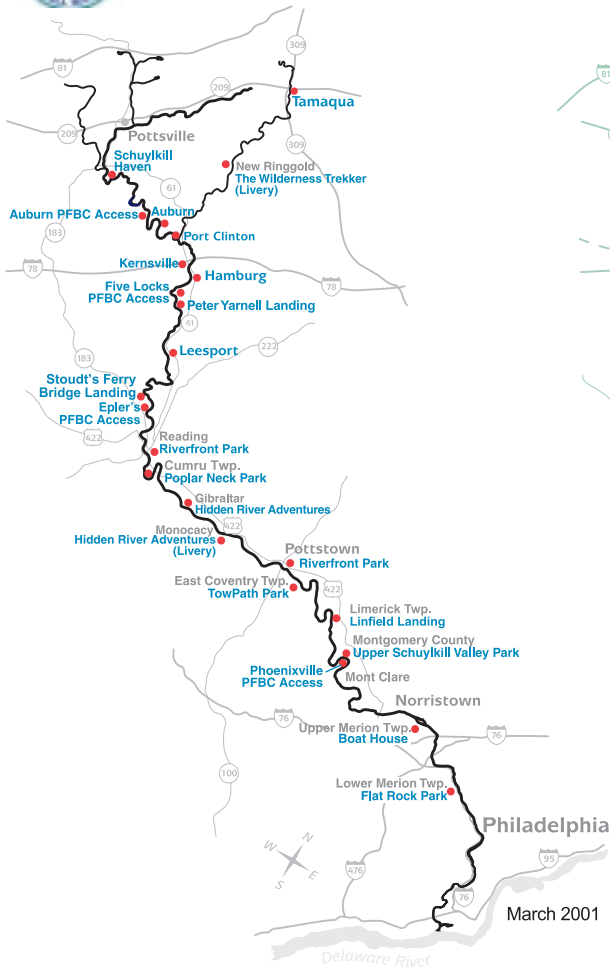 309
81
81
209
309
Tamaqua
209
Pottsville
Schuylkill
Haven
New Ringgold
The Wilderness Trekker
(Livery)
61
Auburn PFBC Access
Auburn
183
Port Clinton
Kernsville
78
Hamburg
78
Five Locks
PFBC Access
Peter Yarnell Landing
61
222
Leesport
183
Stoudt's Ferry
Bridge Landing
Epler's
PFBC Access
422
Reading
Riverfront Park
Cumru Twp.
Poplar Neck Park
Gibraltar
Hidden River Adventures
422
Monocacy
Hidden River Adventures
(Livery)
Pottstown
Riverfront Park
East Coventry Twp.
TowPath Park
422
Limerick Twp.
Linfield Landing
Montgomery County
Upper Schuylkill Valley Park
Phoenixville
PFBC Access
Mont Clare
Norristown
76
Upper Merion Twp.
Boat House
76
100
Lower Merion Twp.
Flat Rock Park
Philadelphia
N
W
E
S
476
95
76
March 2001
Delaware River